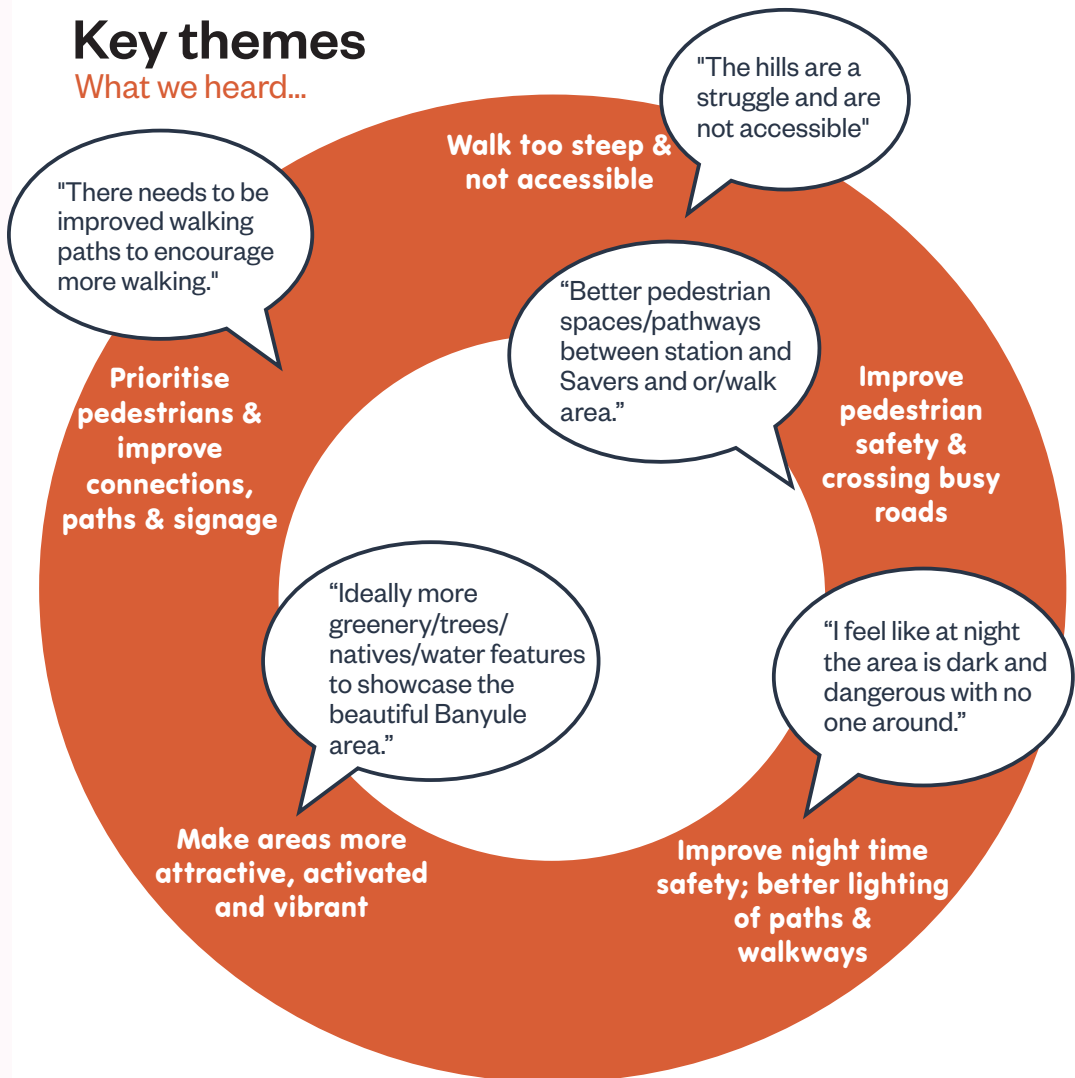 Key themes
What we heard...
"The hills are a
struggle and are
not accessible"
Walk too steep &
not accessible
"There needs to be
improved walking
paths to encourage
more walking."
Prioritise
pedestrians &
improve
connections,
paths & signage
“Better pedestrian
spaces/pathways
between station and
Savers and or/walk
area.”
Improve
pedestrian
safety &
crossing busy
roads
“Ideally more
greenery/trees/
natives/water features
to showcase the
beautiful Banyule
area.”
Make areas more
attractive, activated
and vibrant
“I feel like at night
the area is dark and
dangerous with no
one around.”
Improve night time
safety; better lighting
of paths &
walkways